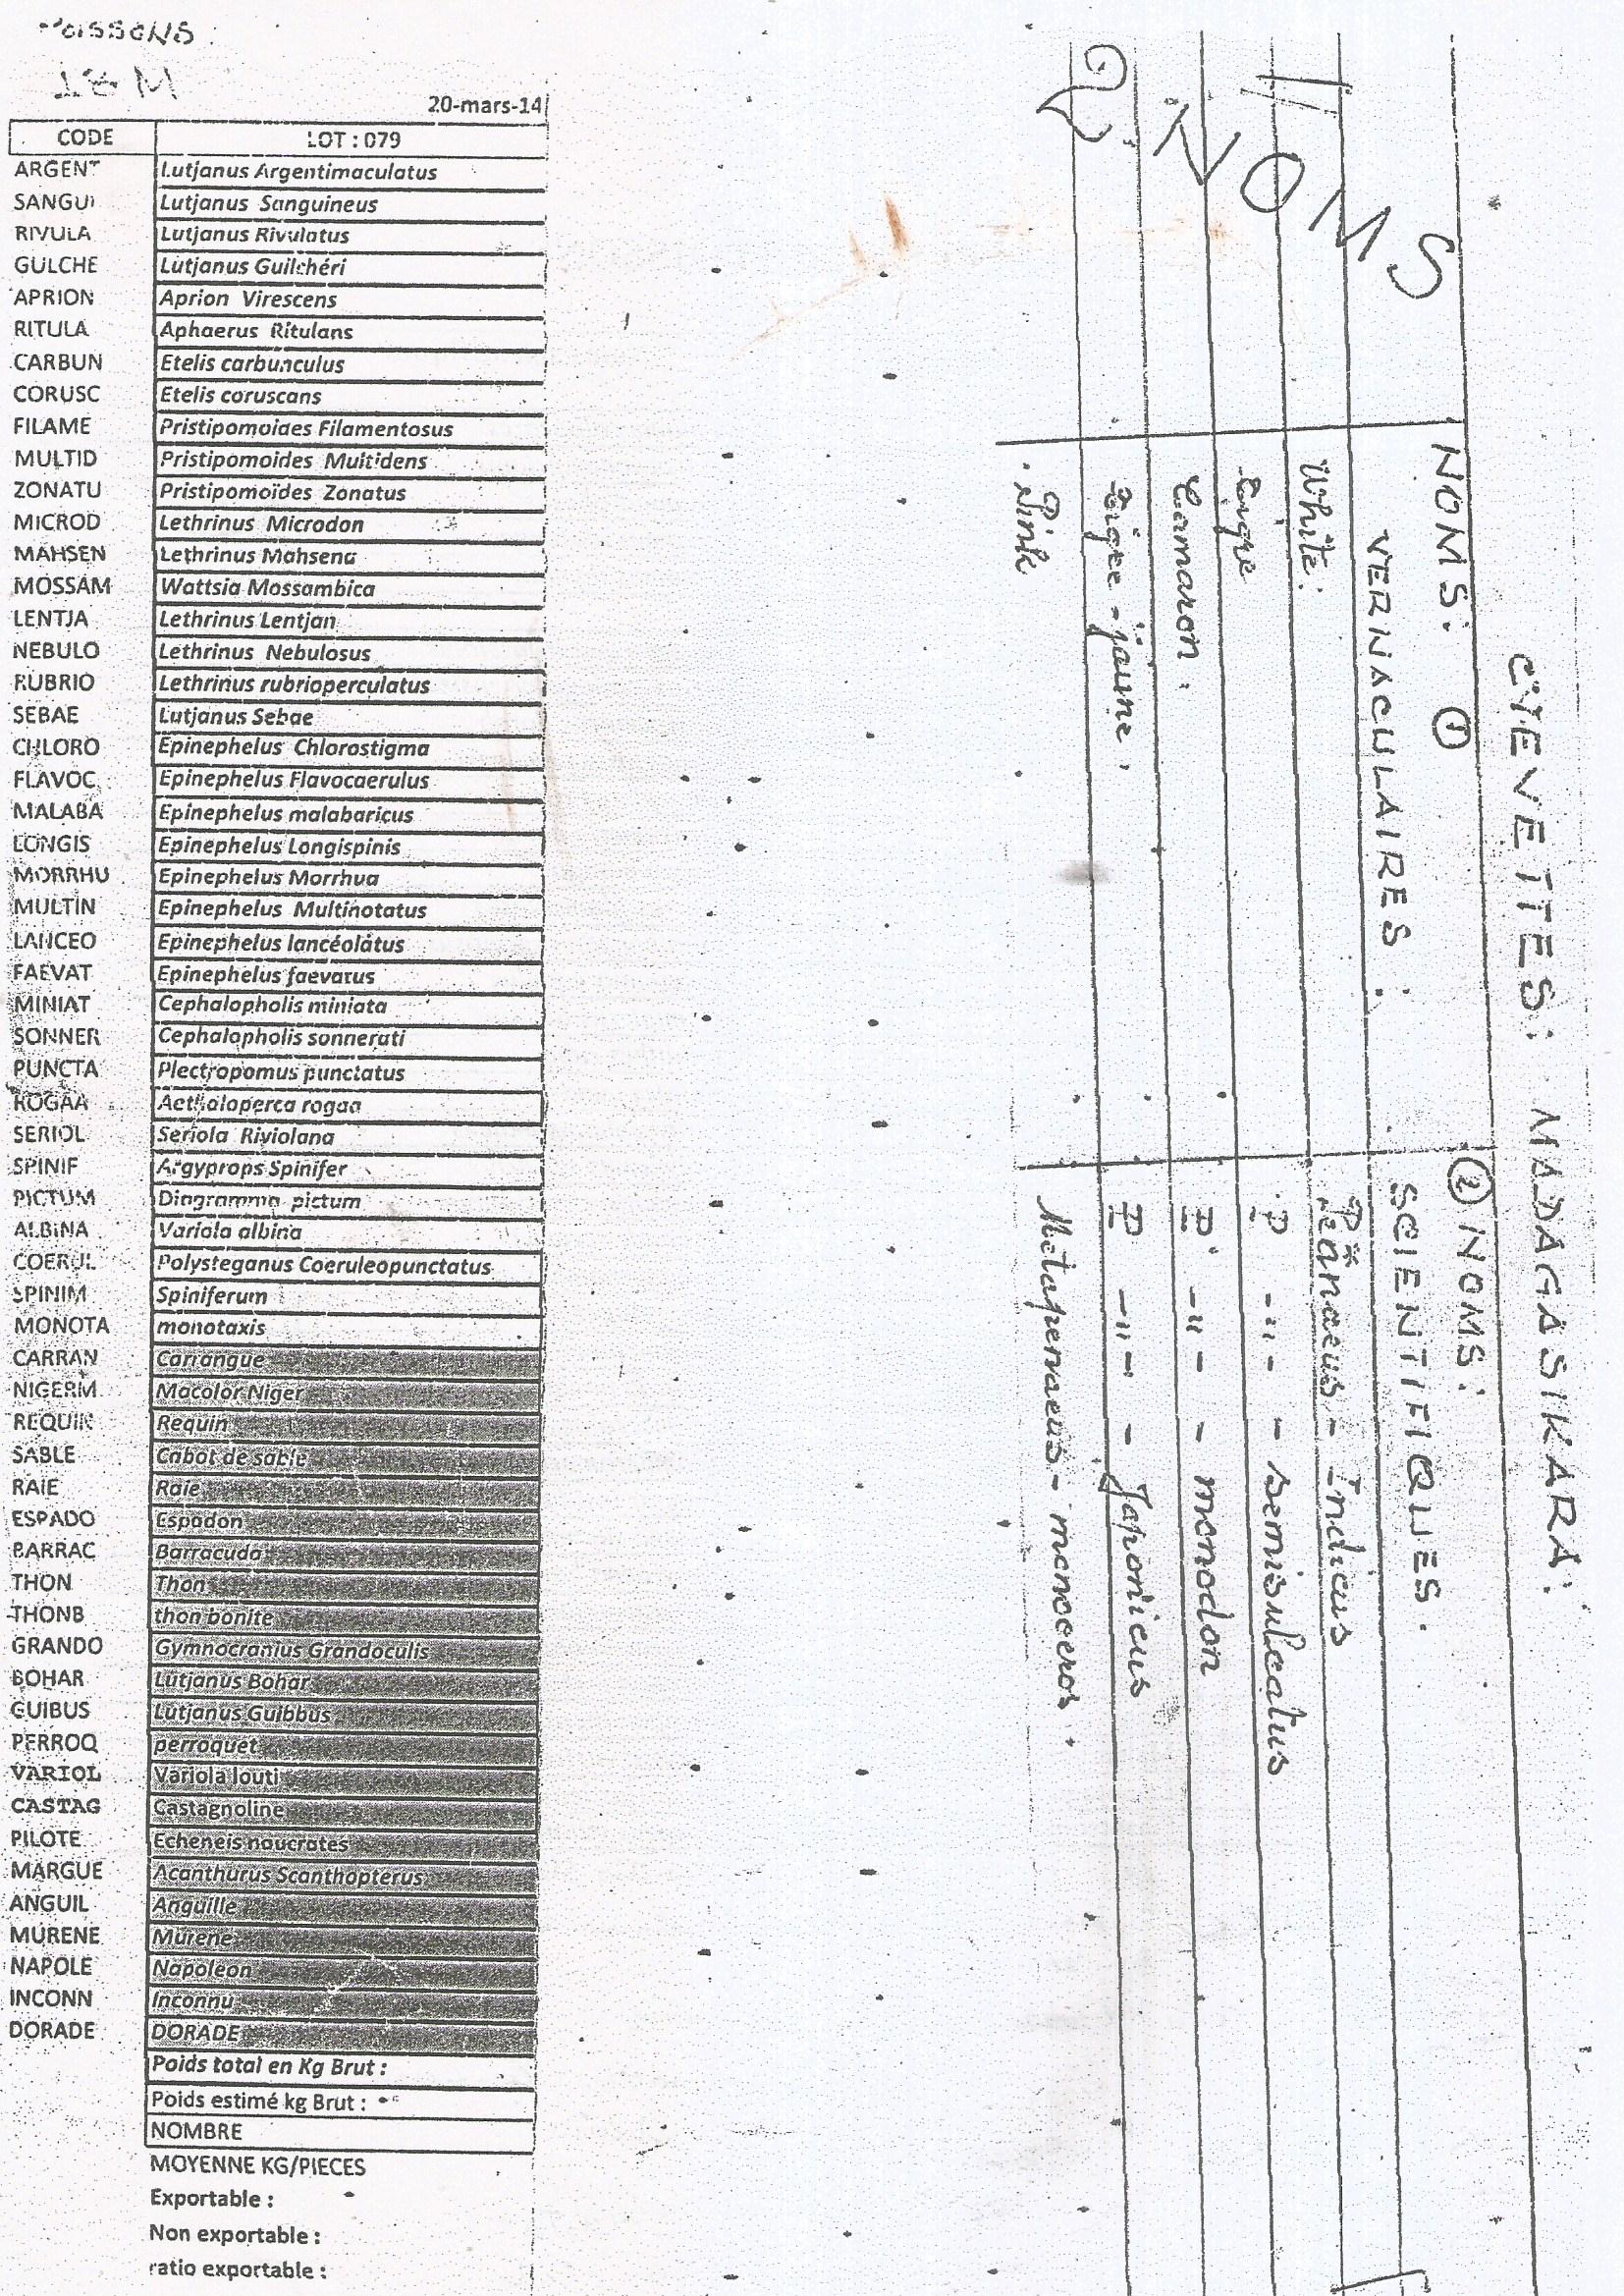 POISSONS :
20-mars-14
CODE LOT : 079
ARGENT Lutjanus Argentimaculatus
SANGUI Lutjanus Sanguineus
RIVULA Lutjanus Rivulatus
GULCHE Lutjanus Guilchéri
APRION Aprion Virescens
RITULA Aphaerus Ritulans
CARBUN Etelis carbunculus
CORUSC Etelis coruscans
FILAME Pristipomoides Filamentosus
MULTID Pristipomoides Multidens
ZONATU Pristipomoïdes Zonatus
MICROD Lethrinus Microdon
MAHSEN Lethrinus Mahsena
MOSSAM Wattsia Mossambica
LENTJA Lethrinus Lentjan
NEBULO Lethrinus Nebulosus
RUBRIO Lethrinus rubrioperculatus
SEBAE Lutjanus Sebae
CHLORO Epinephelus Chlorostigma
FLAVOC Epinephelus Flavocaerulus
MALABA Epinephelus malabaricus
LONGIS Epinephelus Longispinis
MORRHU Epinephelus Morrhua
MULTIN Epinephelus Multinotatus
LANCEO Epinephelus lancéolatus
FAEVAT Epinephelus faevatus
MINIAT Cephalopholis miniata
SONNER Cephalopholis sonnerati
PUNCTA Plectropomus punctatus
ROGAA Aethaloperca rogaa
SERIOL Seriola Riviolana
SPINIF Argyprops Spinifer
PICTUM Diagramma pictum
ALBINA Variola albina
COERUL Polysteganus Coeruleopunctatus
SPINIM Spiniferum
MONOTA monotaxis
CARRAN Carrangue
NIGERM Macolor Niger
REQUIN Requin
SABLE Cabot de sable
RAIE Raie
ESPADO Espadon
BARRAC Barracuda
THON Thon
THONB thon bonite
GRANDO Gymnocranius Grandoculis
BOHAR Lutjanus Bohar
GUIBUS Lutjanus Guibbus
PERROQ perroquet
VARIOL Variola louti
CASTAG Castagnoline
PILOTE Echeneis naucrates
MARGUE Acanthurus Scanthopterus
ANGUIL Anguille
MURENE Murene
NAPOLE Napoleon
INCONN Inconnu
DORADE DORADE
Poids total en Kg Brut :
Poids estimé kg Brut :
NOMBRE
MOYENNE KG/PIECES
Exportable :
Non exportable :
ratio exportable :
CREVETTES : MADAGASIKARA :
NOMS
NOMS : ① ② NOMS :
VERNACULAIRES : SCIENTIFIQUES .
White : Peanaeus - Indicus
Tigre P -"- - semisulcatus
Camaron . P -"- - monodon
Tigre - jaune . P -"- - Japonicus
Pink Metapenaeus - monoceros .